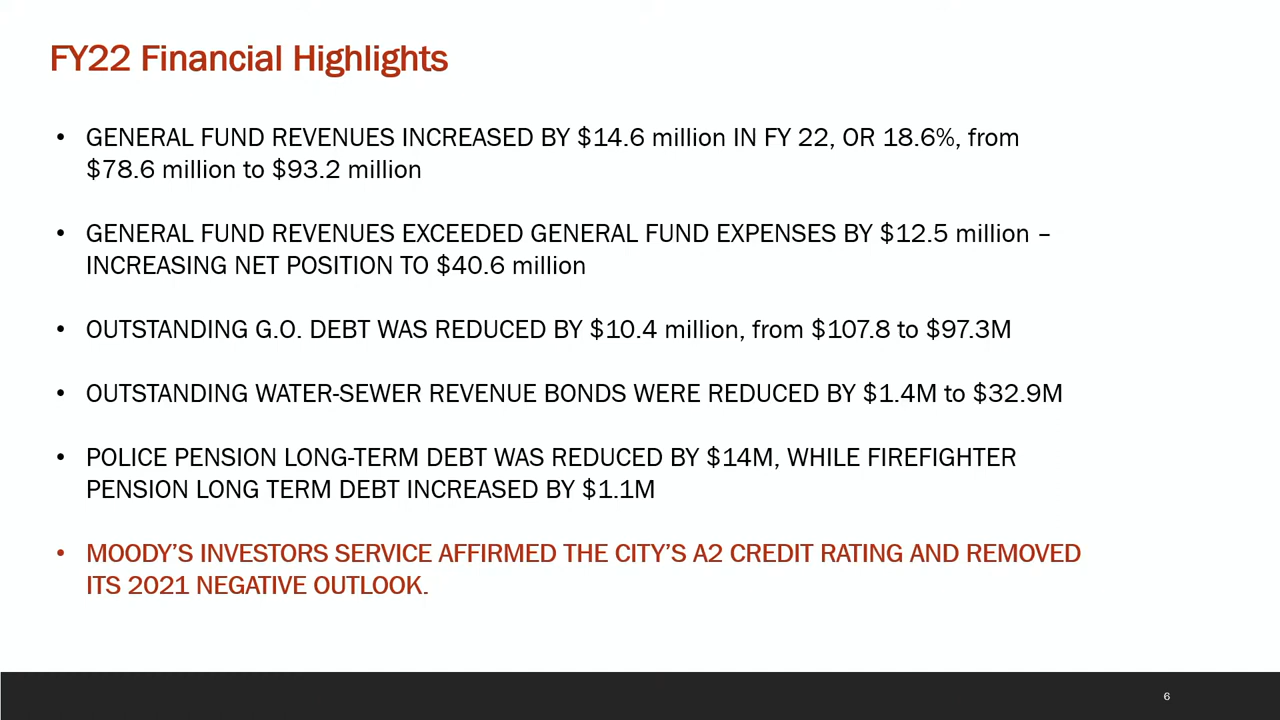 FY22 Financial Highlights
• GENERAL FUND REVENUES INCREASED BY $14.6 million IN FY 22, OR 18.6%, from
$78.6 million to $93.2 million
• GENERAL FUND REVENUES EXCEEDED GENERAL FUND EXPENSES BY $12.5 million –
INCREASING NET POSITION TO $40.6 million
• OUTSTANDING G.O. DEBT WAS REDUCED BY $10.4 million, from $107.8 to $97.3M
• OUTSTANDING WATER-SEWER REVENUE BONDS WERE REDUCED BY $1.4M to $32.9M
• POLICE PENSION LONG-TERM DEBT WAS REDUCED BY $14M, WHILE FIREFIGHTER
PENSION LONG TERM DEBT INCREASED BY $1.1M
• MOODY’S INVESTORS SERVICE AFFIRMED THE CITY’S A2 CREDIT RATING AND REMOVED
ITS 2021 NEGATIVE OUTLOOK.
6